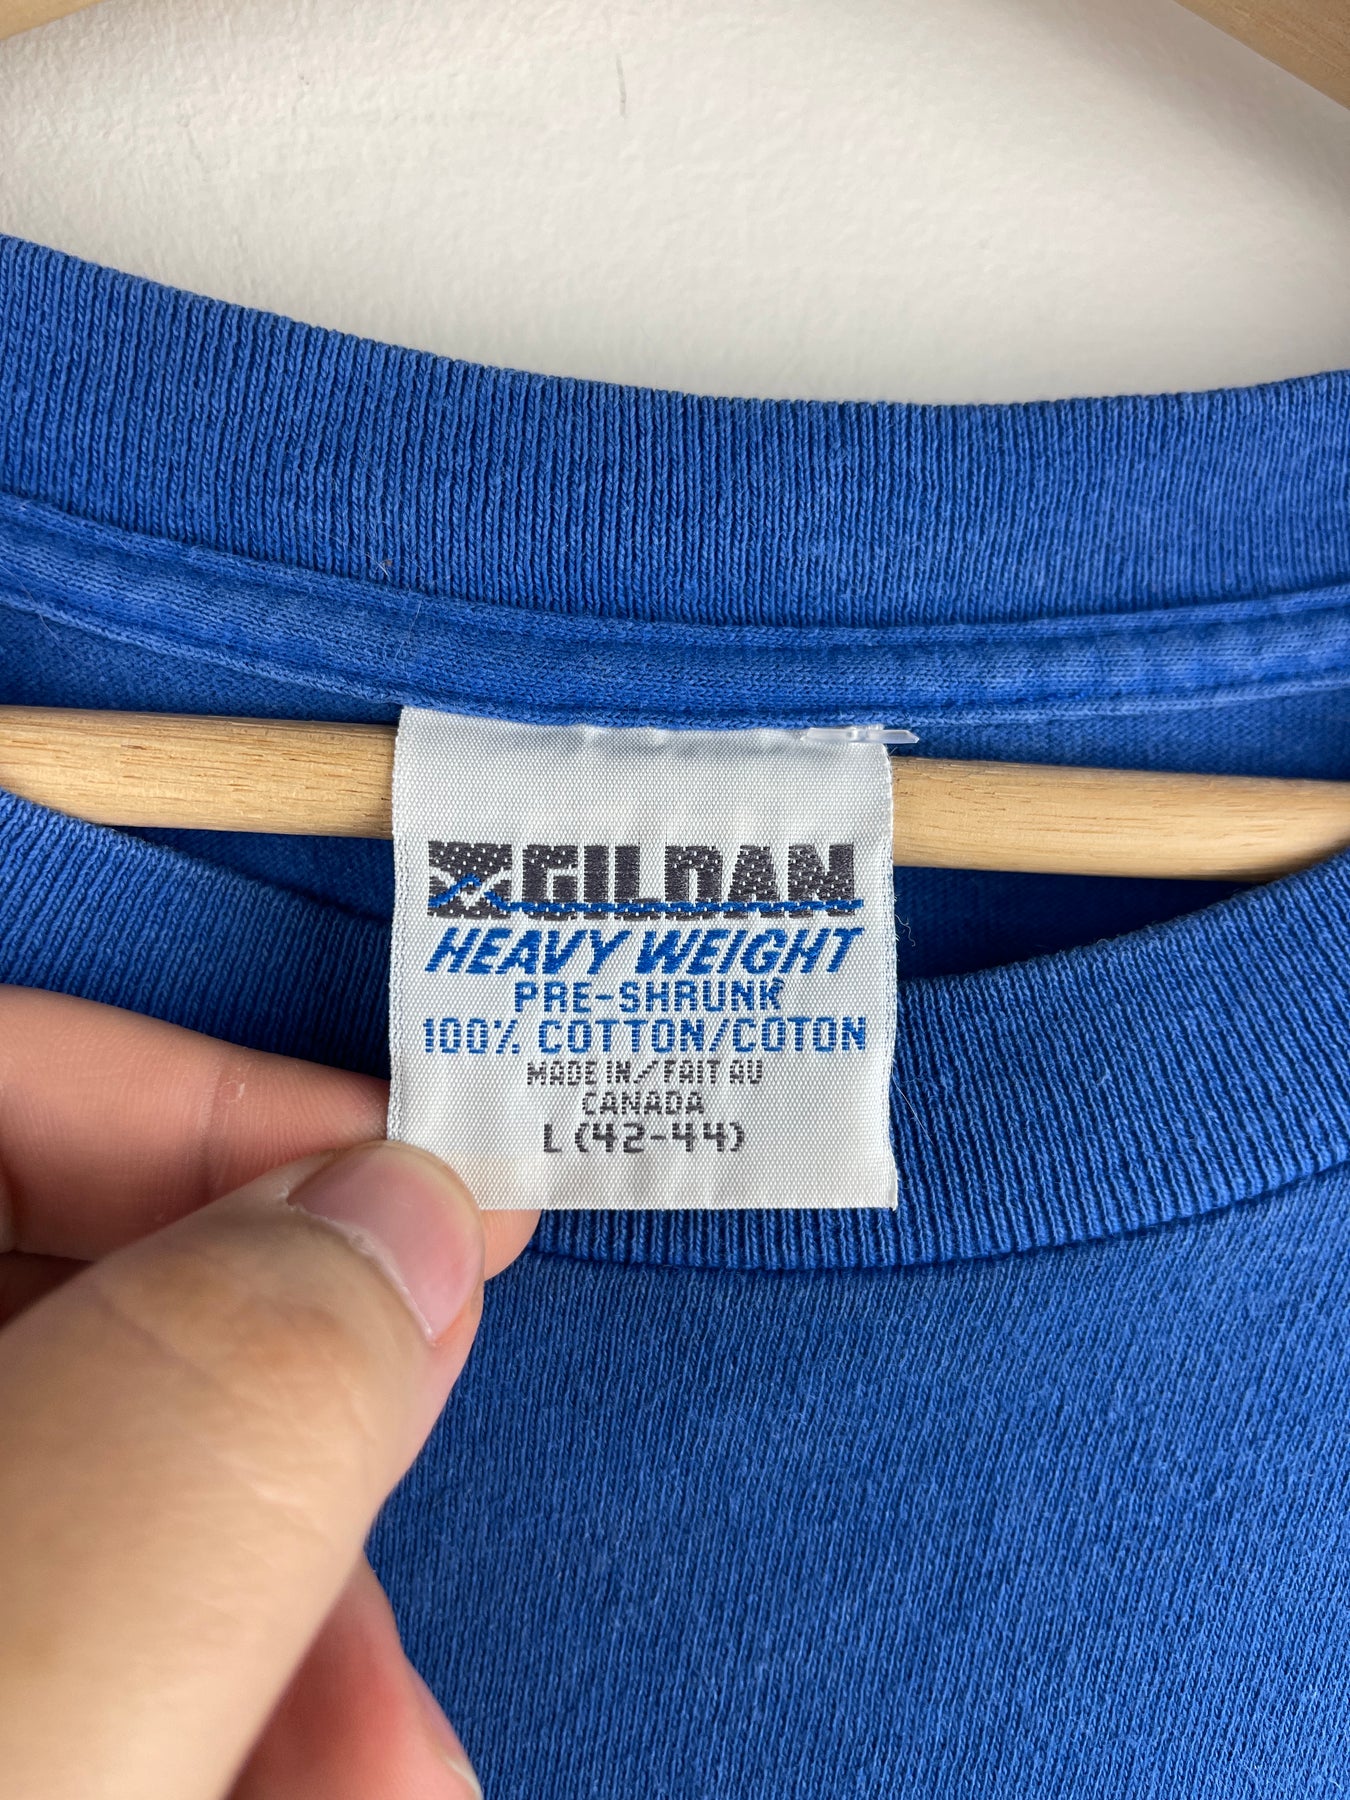 GILDAN
HEAVY WEIGHT
PRE-SHRUNK
100% COTTON/COTON
MADE IN/FAIT AU
CANADA
L (42-44)